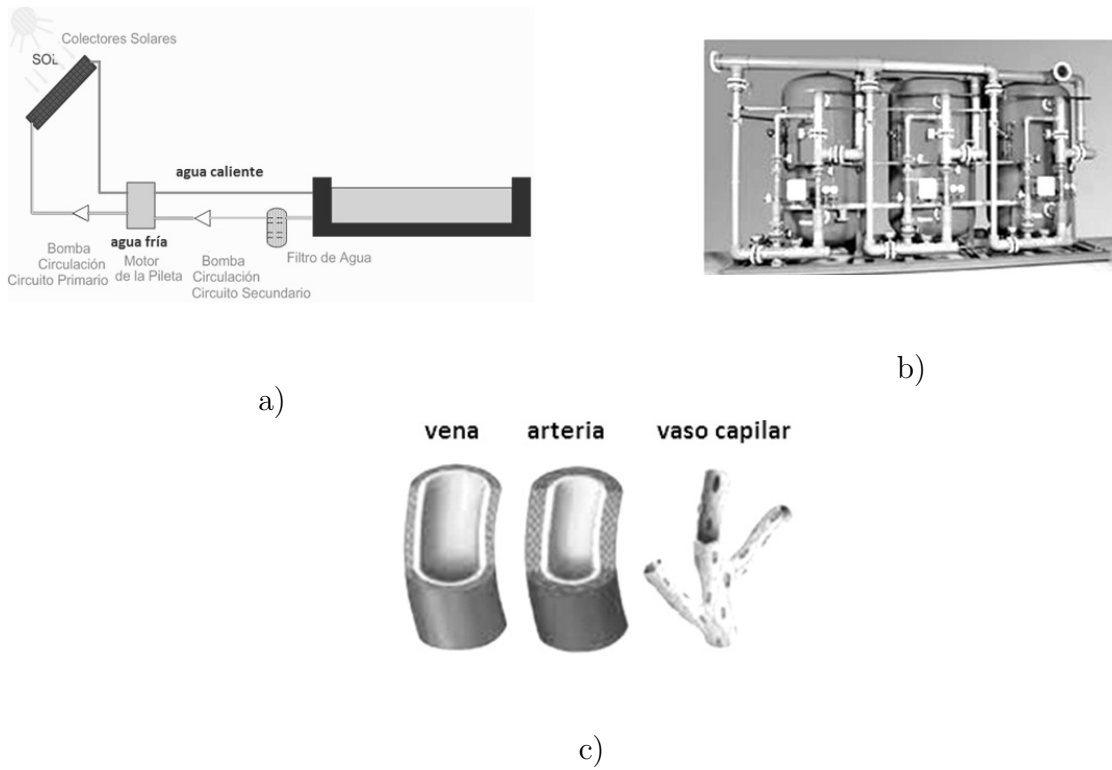 Colectores Solares
SOL
agua caliente
agua fría
Bomba
Circulación
Circuito Primario
Motor
de la Pileta
Bomba
Circulación
Circuito Secundario
Filtro de Agua
a)
b)
vena
arteria
vaso capilar
c)